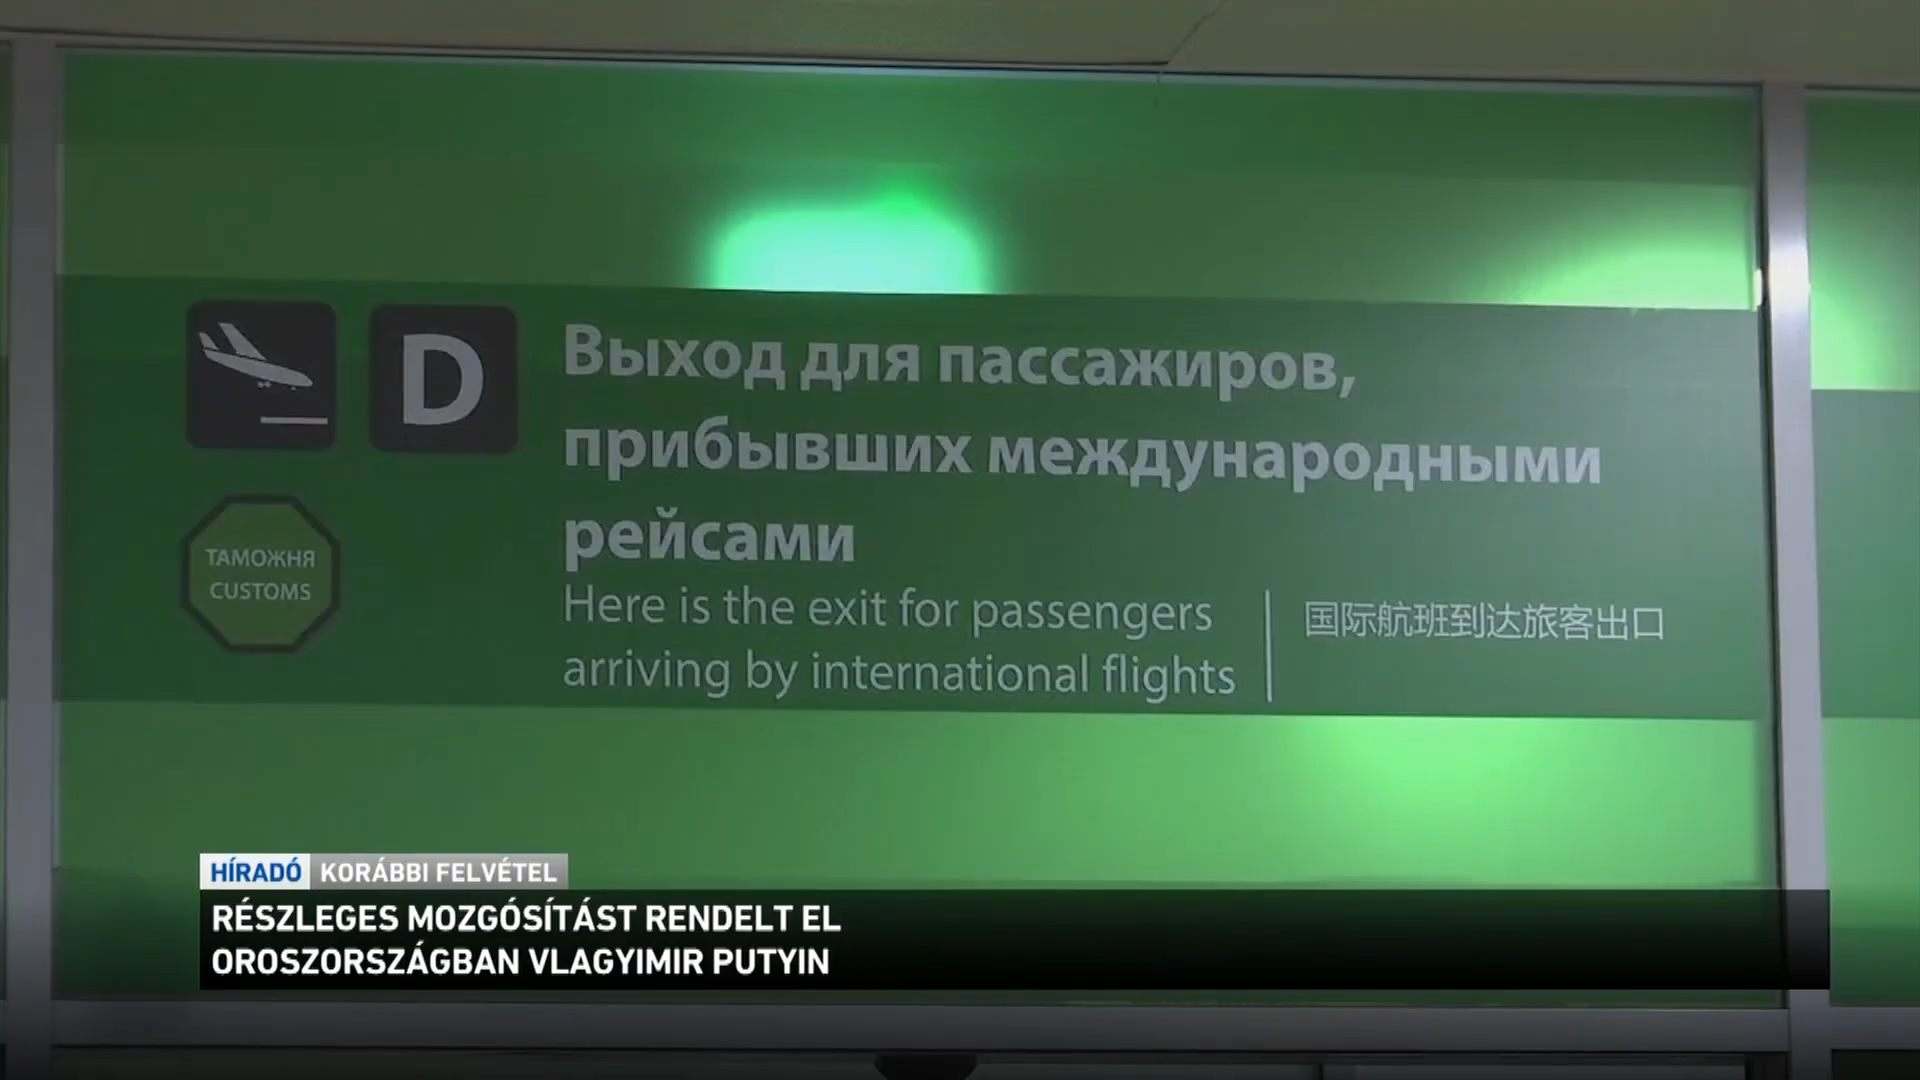 D
Выход для пассажиров,
прибывших международными
рейсами
ТАМОЖНЯ
CUSTOMS
Here is the exit for passengers
arriving by international flights
国际航班到达旅客出口
HÍRADÓ KORÁBBI FELVÉTEL
RÉSZLEGES MOZGÓSÍTÁST RENDELT EL
OROSZORSZÁGBAN VLAGYIMIR PUTYIN